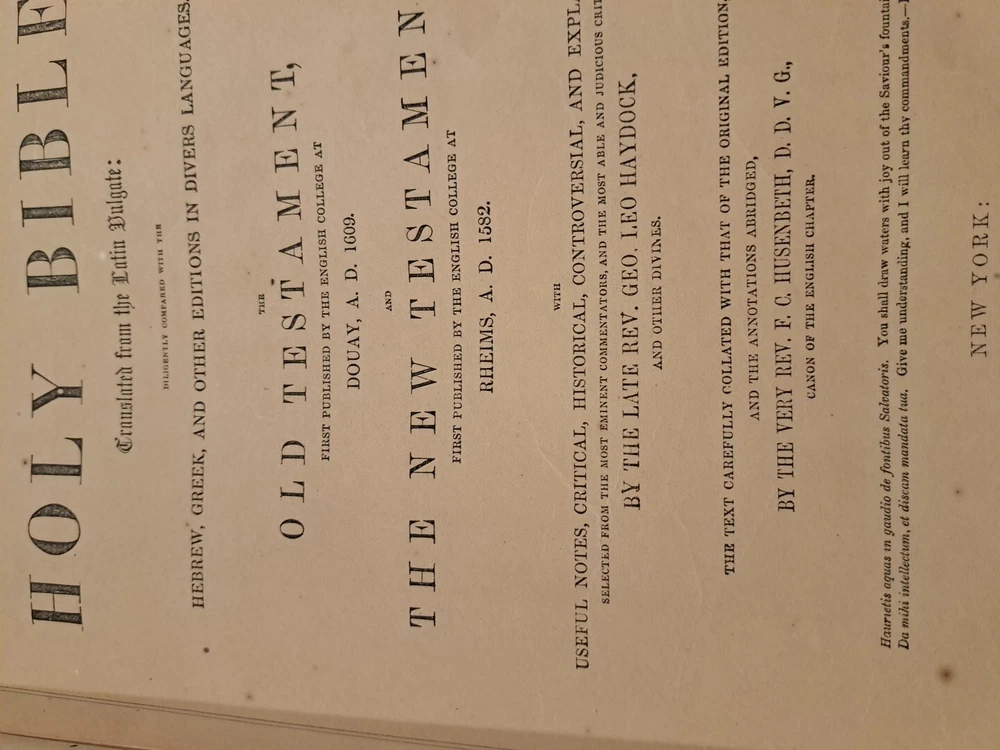 HOLY BIBLE
Translated from the Latin Vulgate:
DILIGENTLY COMPARED WITH THE
HEBREW, GREEK, AND OTHER EDITIONS IN DIVERS LANGUAGES.
THE
OLD TESTAMENT,
FIRST PUBLISHED BY THE ENGLISH COLLEGE AT
DOUAY, A. D. 1609.
AND
THE NEW TESTAMEN
FIRST PUBLISHED BY THE ENGLISH COLLEGE AT
RHEIMS, A. D. 1582.
WITH
USEFUL NOTES, CRITICAL, HISTORICAL, CONTROVERSIAL, AND EXPLA
SELECTED FROM THE MOST EMINENT COMMENTATORS, AND THE MOST ABLE AND JUDICIOUS CRIT
BY THE LATE REV. GEO. LEO HAYDOCK,
AND OTHER DIVINES.
THE TEXT CAREFULLY COLLATED WITH THAT OF THE ORIGINAL EDITION,
AND THE ANNOTATIONS ABRIDGED,
BY THE VERY REV. F. C. HUSENBETH, D. D. V. G.,
CANON OF THE ENGLISH CHAPTER.
Haurietis aquas in gaudio de fontibus Salvatoris. You shall draw waters with joy out of the Saviour's fountai
Da mihi intellectum, et discam mandata tua. Give me understanding, and I will learn thy commandments.—
NEW YORK: